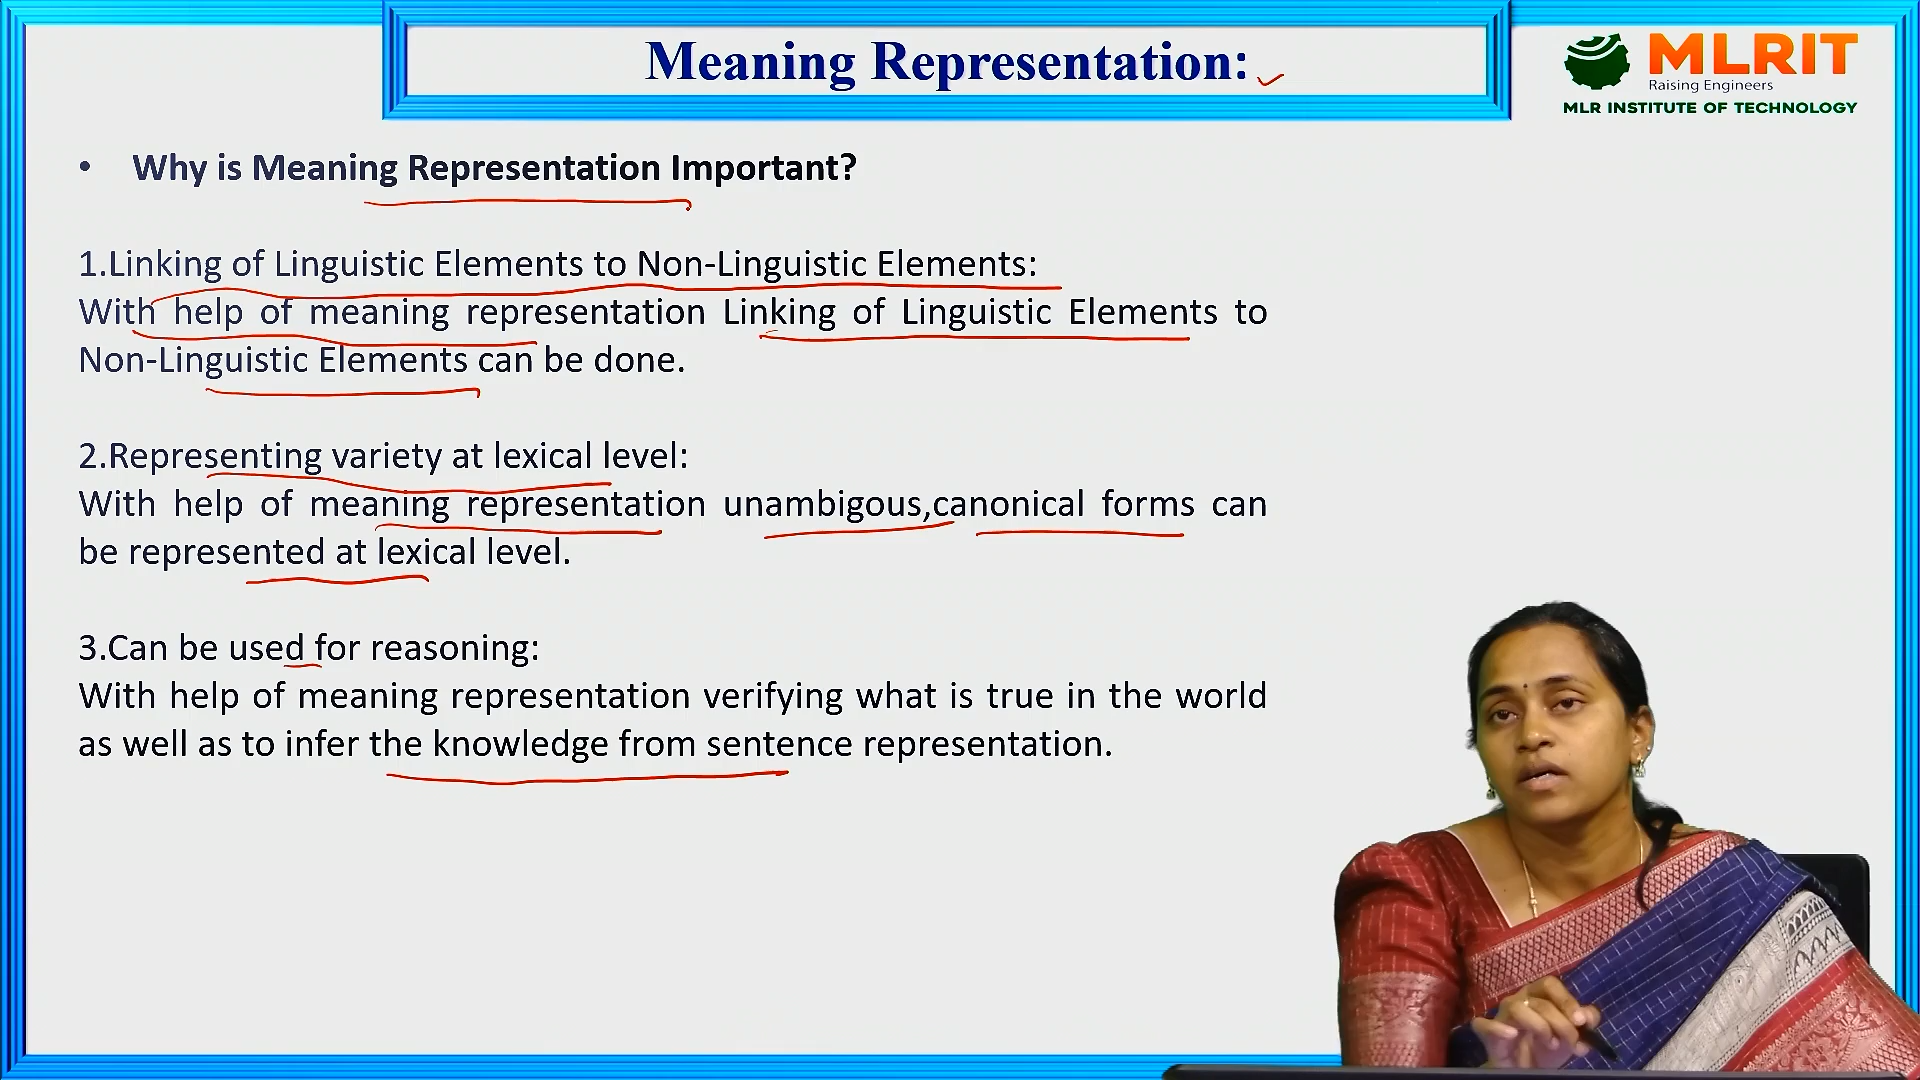 Meaning Representation:
MLRIT
Raising Engineers
MLR INSTITUTE OF TECHNOLOGY
• Why is Meaning Representation Important?
1.Linking of Linguistic Elements to Non-Linguistic Elements:
With help of meaning representation Linking of Linguistic Elements to
Non-Linguistic Elements can be done.
2.Representing variety at lexical level:
With help of meaning representation unambigous,canonical forms can
be represented at lexical level.
3.Can be used for reasoning:
With help of meaning representation verifying what is true in the world
as well as to infer the knowledge from sentence representation.